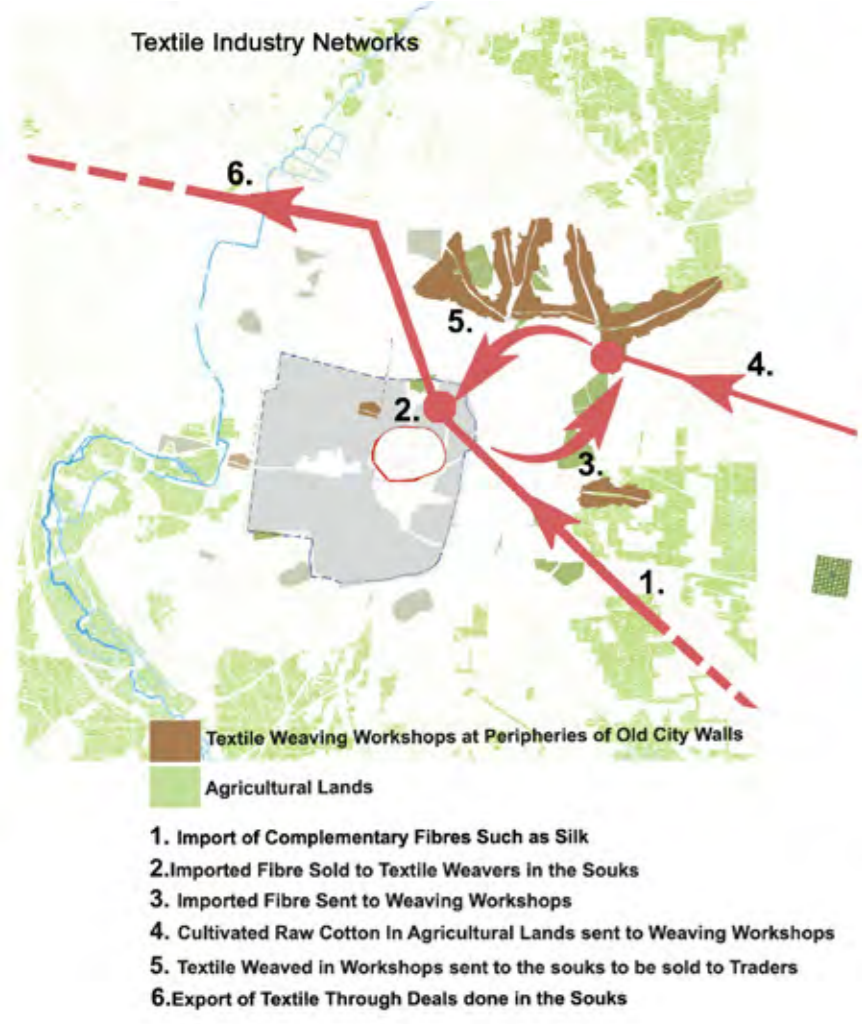 Textile Industry Networks
6.
5.
4.
2.
3.
1.
Textile Weaving Workshops at Peripheries of Old City Walls
Agricultural Lands
1. Import of Complementary Fibres Such as Silk
2.Imported Fibre Sold to Textile Weavers in the Souks
3. Imported Fibre Sent to Weaving Workshops
4. Cultivated Raw Cotton In Agricultural Lands sent to Weaving Workshops
5. Textile Weaved in Workshops sent to the souks to be sold to Traders
6.Export of Textile Through Deals done in the Souks